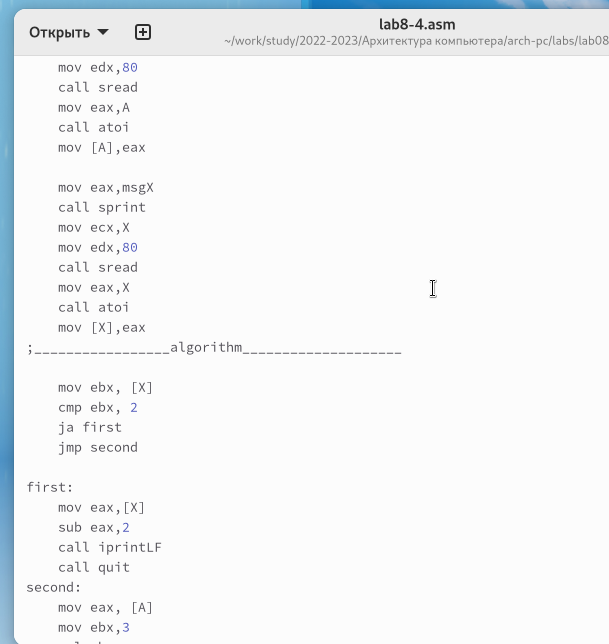 Открыть
lab8-4.asm
~/work/study/2022-2023/Архитектура компьютера/arch-pc/labs/lab08
mov edx,80
call sread
mov eax,A
call atoi
mov [A],eax
mov eax,msgX
call sprint
mov ecx,X
mov edx,80
call sread
mov eax,X
call atoi
mov [X],eax
;_________________algorithm____________________
mov ebx, [X]
cmp ebx, 2
ja first
jmp second
first:
mov eax,[X]
sub eax,2
call iprintLF
call quit
second:
mov eax, [A]
mov ebx,3